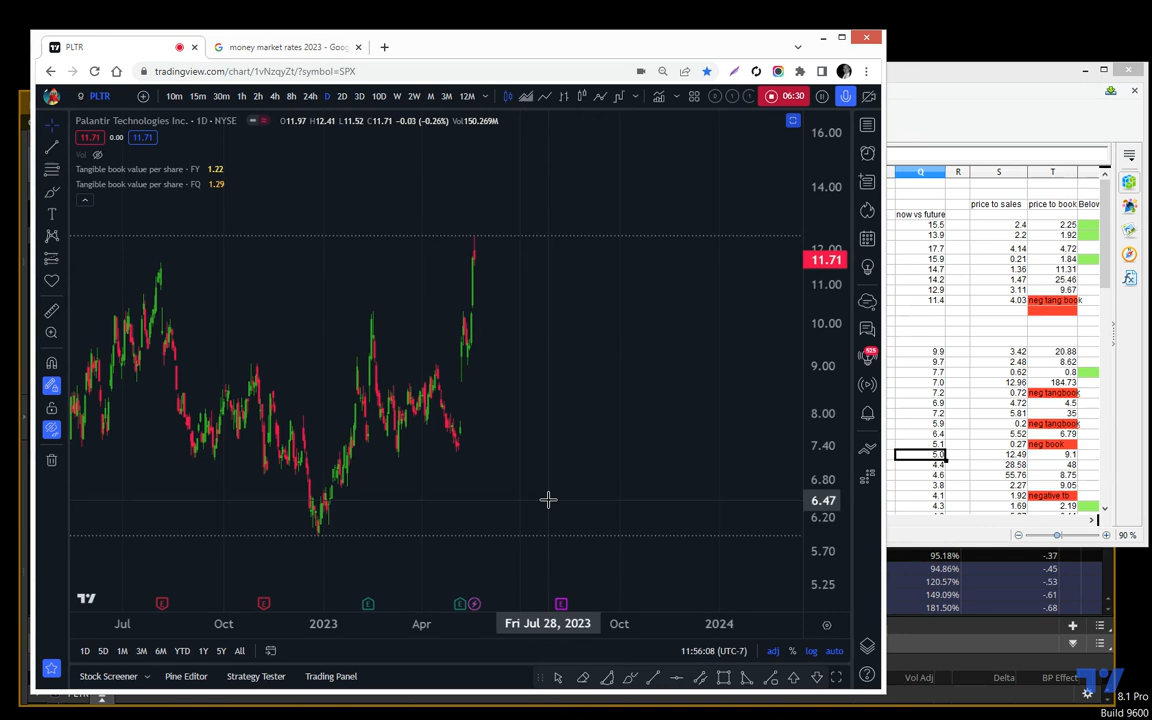 PLTR
money market rates 2023 - Goo
tradingview.com/chart/1vNzqyZt/?symbol=SPX
PLTR 10m 15m 30m 1h 2h 4h 8h 24h D 2D 3D 10D W 2W M 3M 12M 06:30
Palantir Technologies Inc. · 1D · NYSE O11.97 H12.41 L11.52 C11.71 −0.03 (−0.26%) Vol150.269M
11.71 0.00 11.71
Vol
Tangible book value per share - FY 1.22
Tangible book value per share - FQ 1.29
16.00
14.00
12.00
11.71
11.00
10.00
9.00
8.00
7.40
6.80
6.47
6.20
5.70
5.25
525
E E E E E
Jul Oct 2023 Apr Fri Jul 28, 2023 Oct 2024
1D 5D 1M 3M 6M YTD 1Y 5Y All 11:56:08 (UTC-7) adj % log auto
Stock Screener Pine Editor Strategy Tester Trading Panel
Q R S T
price to sales price to book Below
now vs future
15.5 2.4 2.25
13.9 2.2 1.92
17.7 4.14 4.72
15.9 0.21 1.84
14.7 1.36 11.31
14.2 1.47 25.46
12.9 3.11 9.67
11.4 4.03 neg tang book
9.9 3.42 20.88
9.7 2.48 8.62
7.7 0.62 0.8
7.0 12.96 184.73
7.2 0.72 neg tangbook
6.9 4.72 4.5
7.2 5.81 35
5.9 0.2 neg tangbook
6.4 5.52 6.79
5.1 0.27 neg book
5.0 12.49 9.1
4.4 28.58 48
4.6 55.76 8.75
3.8 2.27 9.05
4.1 1.92 negative tb
4.3 1.69 2.19
90 %
95.18% -.37
94.86% -.45
120.57% -.53
149.09% -.61
181.50% -.68
Vol Adj Delta BP Effect
8.1 Pro
Build 9600